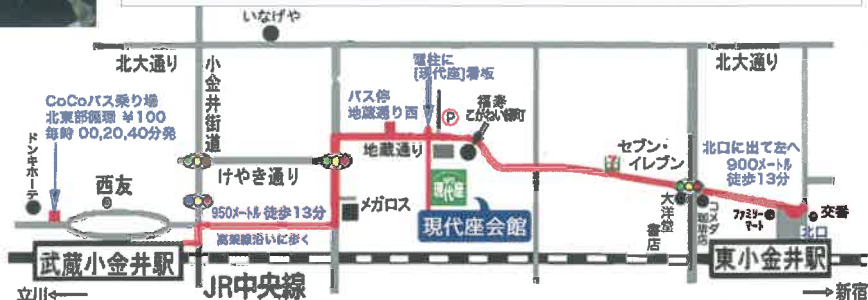 いなげや
北大通り
小金井街道
電柱に
[現代座]看板
北大通り
CoCoバス乗り場
北東部循環 ¥100
毎時 00,20,40分発
バス停
地蔵通り西
P
福寿
こがねい緑町
ドンキホーテ
西友
けやき通り
地蔵通り
セブン・
イレブン
北口に出て左へ
900メートル
徒歩13分
現代座
メガロス
950メートル 徒歩13分
高架線沿いに歩く
現代座会館
大洋堂
書店
コメダ
珈琲店
ファミリー
マート
交番
北口
武蔵小金井駅
JR中央線
東小金井駅
立川←
→新宿